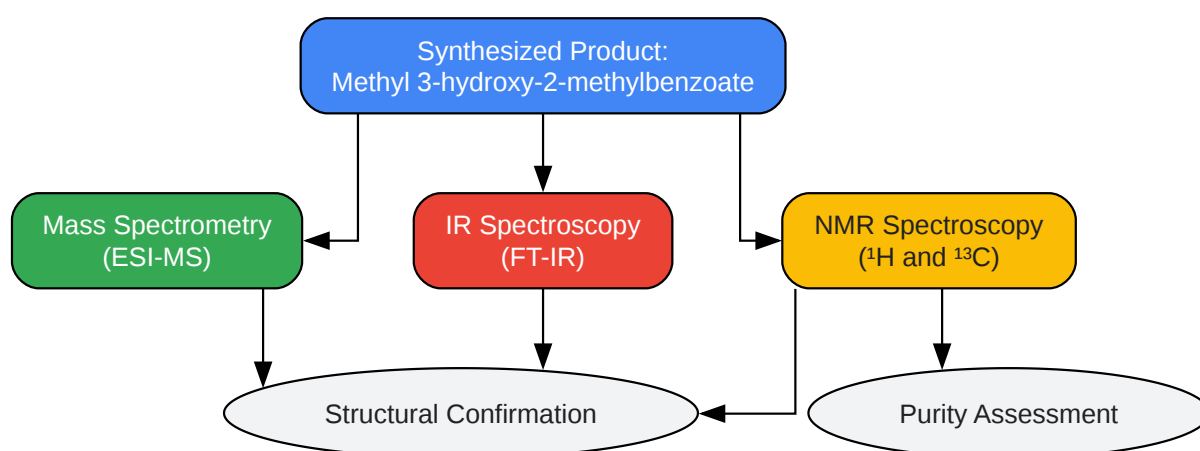 Synthesized Product:
Methyl 3-hydroxy-2-methylbenzoate
Mass Spectrometry
(ESI-MS)
IR Spectroscopy
(FT-IR)
NMR Spectroscopy
(¹H and ¹³C)
Structural Confirmation
Purity Assessment